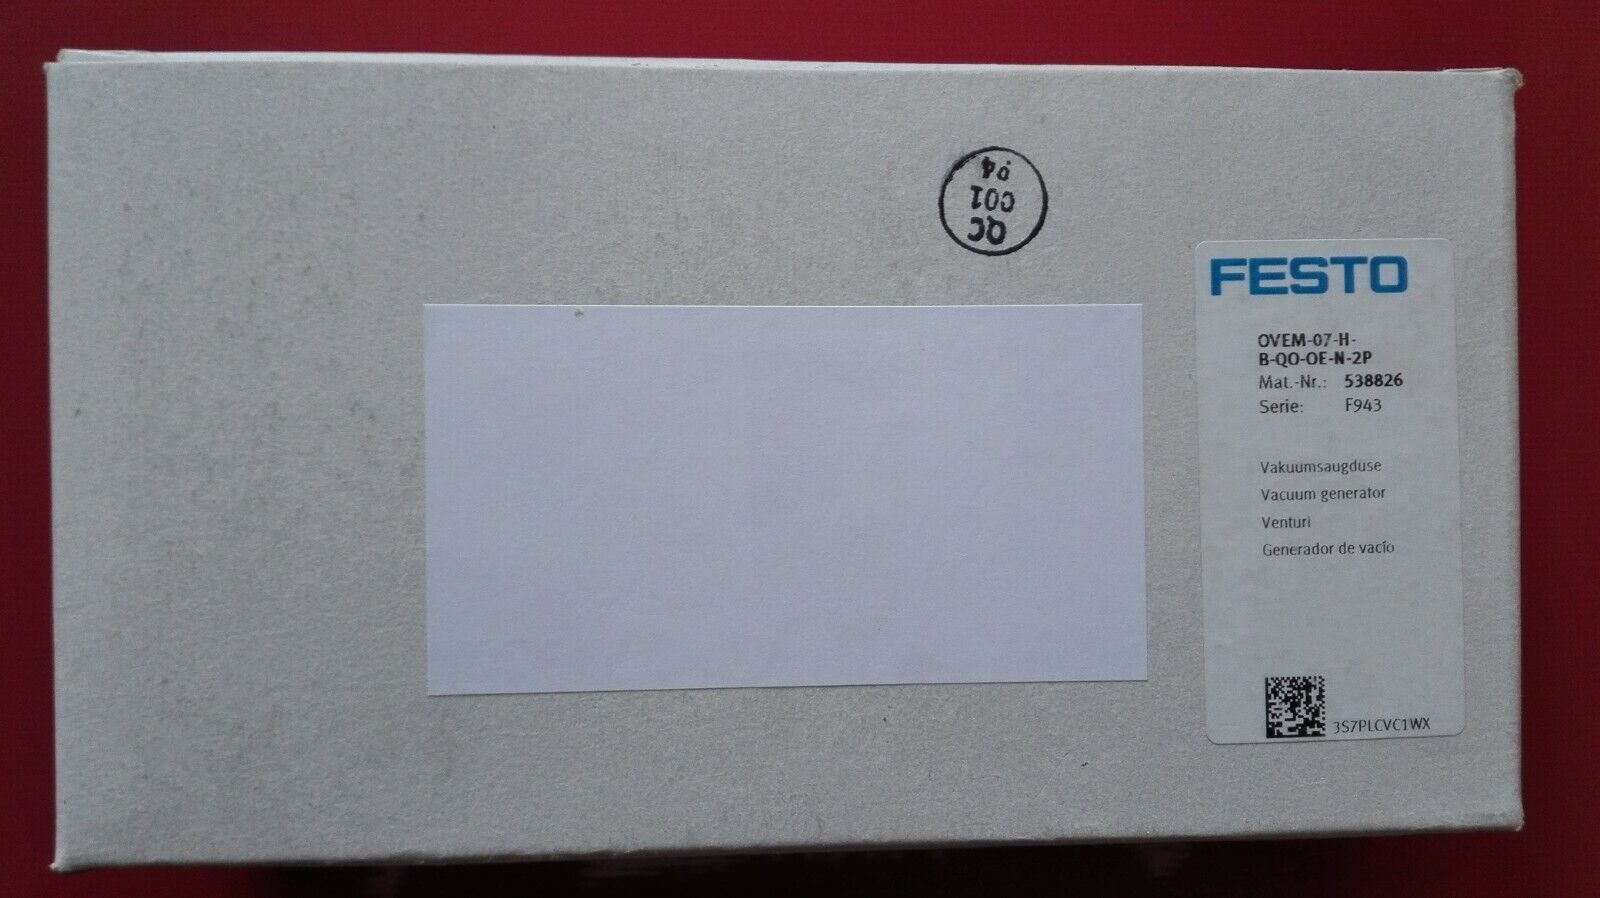 04
C01
QC
FESTO
OVEM-07-H-
B-QO-OE-N-2P
Mat.-Nr.: 538826
Serie: F943
Vakuumsaugduse
Vacuum generator
Venturi
Generador de vacío
3S7PLCVC1WX